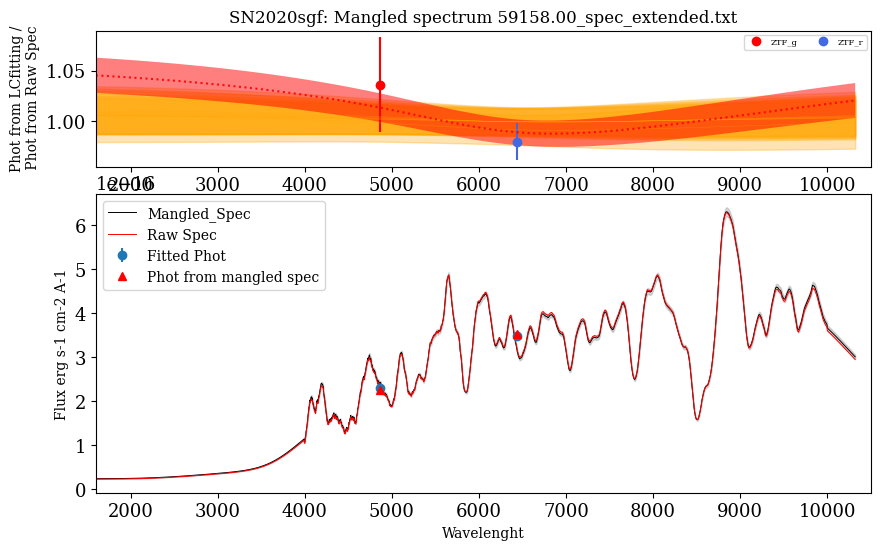 SN2020sgf: Mangled spectrum 59158.00_spec_extended.txt
Phot from LCfitting /
Phot from Raw Spec
1.05
1.00
ZTF_g
ZTF_r
2000 3000 4000 5000 6000 7000 8000 9000 10000
Flux erg s-1 cm-2 A-1
6
5
4
3
2
1
0
Mangled_Spec
Raw Spec
Fitted Phot
Phot from mangled spec
2000 3000 4000 5000 6000 7000 8000 9000 10000
Wavelenght